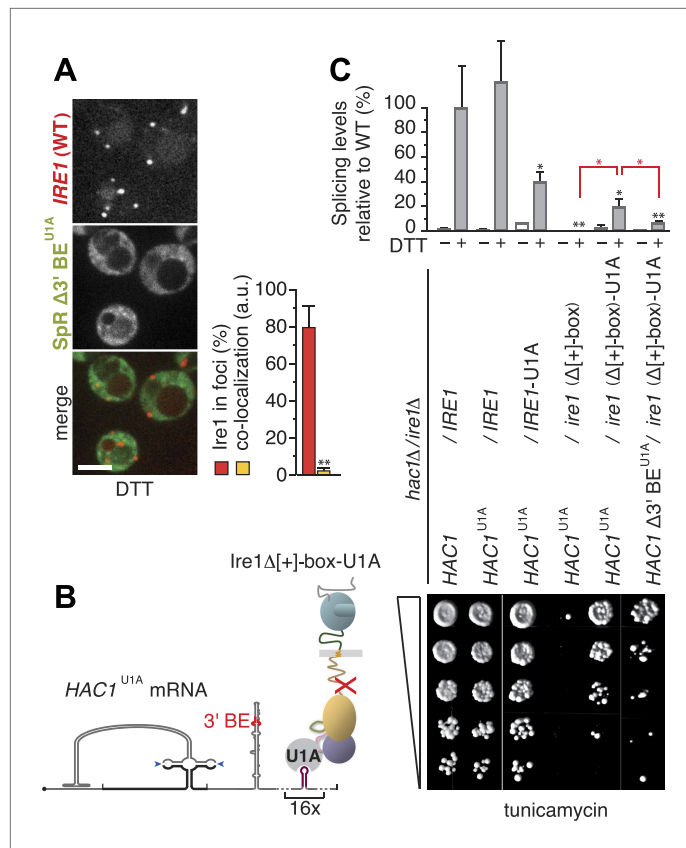 A
IRE1 (WT)
SpR Δ3' BE^U1A
merge
DTT
Ire1 in foci (%)
co-localization (a.u.)
100
80
60
40
20
0
**
B
Ire1Δ[+]-box-U1A
HAC1^U1A mRNA
3' BE
U1A
16x
C
Splicing levels
relative to WT (%)
100
80
60
40
20
0
*
**
*
*
*
**
DTT
− + − + − + − + − + − +
hac1Δ/ire1Δ
HAC1 / IRE1
HAC1^U1A / IRE1
HAC1^U1A / IRE1-U1A
HAC1^U1A / ire1 (Δ[+]-box)
HAC1^U1A / ire1 (Δ[+]-box)-U1A
HAC1 Δ3' BE^U1A / ire1 (Δ[+]-box)-U1A
tunicamycin